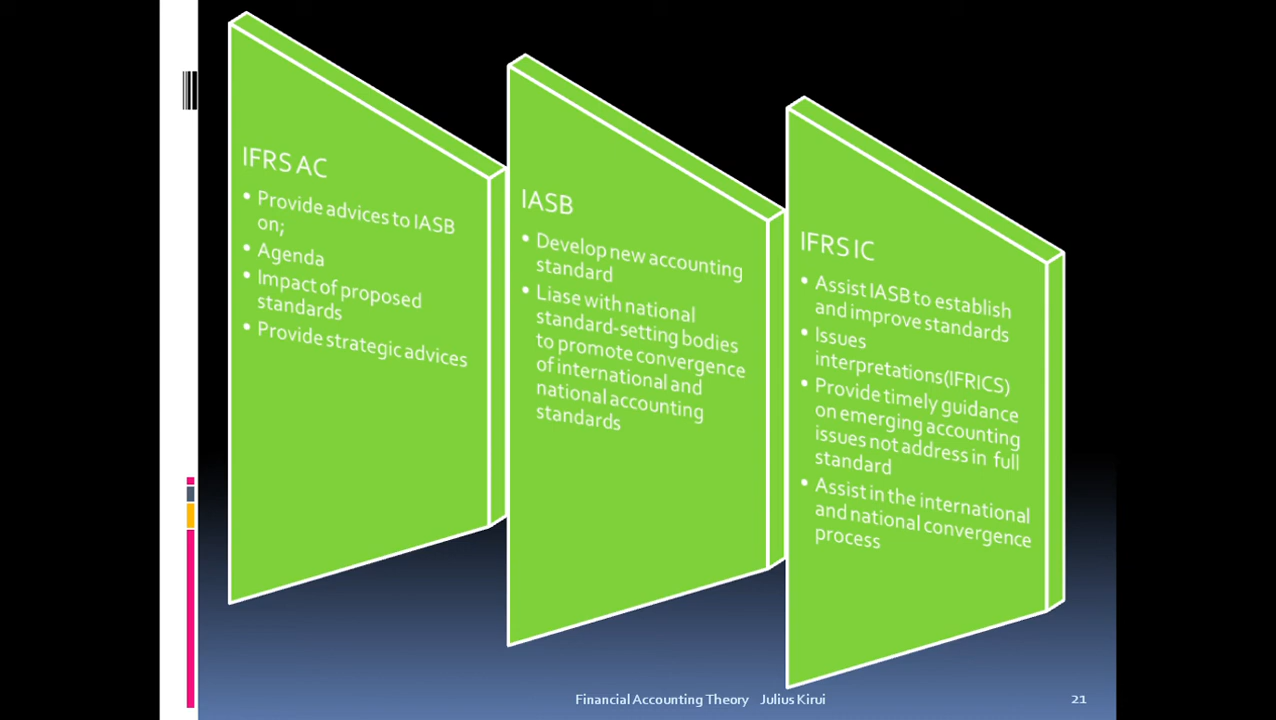 IFRS AC
• Provide advices to IASB
on;
• Agenda
• Impact of proposed
standards
• Provide strategic advices
IASB
• Develop new accounting
standard
• Liase with national
standard-setting bodies
to promote convergence
of international and
national accounting
standards
IFRS IC
• Assist IASB to establish
and improve standards
• Issues
interpretations(IFRICS)
• Provide timely guidance
on emerging accounting
issues not address in full
standard
• Assist in the international
and national convergence
process
Financial Accounting Theory Julius Kirui
21